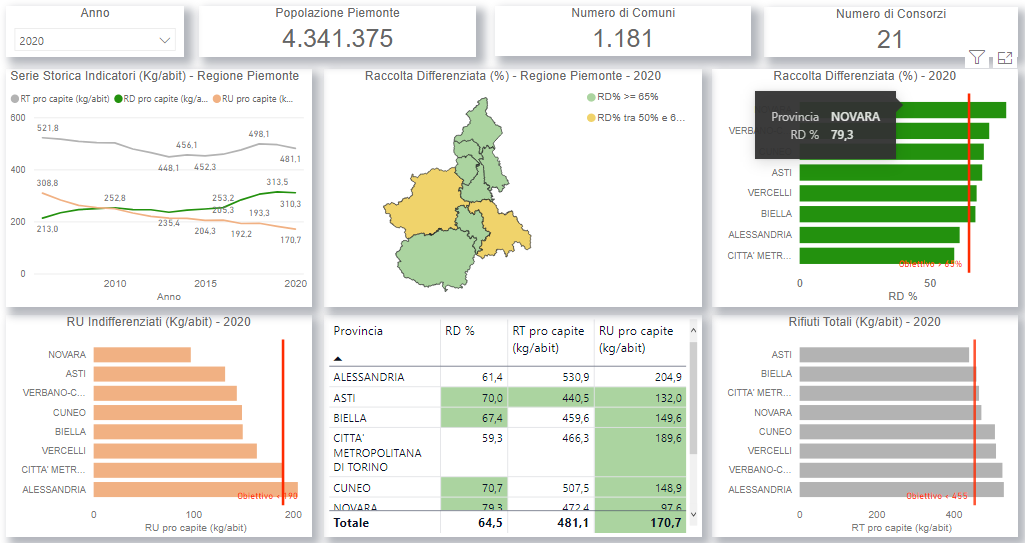 Anno
2020
Popolazione Piemonte
4.341.375
Numero di Comuni
1.181
Numero di Consorzi
21
Serie Storica Indicatori (Kg/abit) - Regione Piemonte
RT pro capite (kg/abit)
RD pro capite (kg/a...
RU pro capite (k...
600
400
200
0
521,8
456,1
498,1
448,1
452,3
481,1
308,8
252,8
253,2
313,5
213,0
235,4
205,3
204,3
193,3
192,2
310,3
170,7
2010
2015
2020
Anno
Raccolta Differenziata (%) - Regione Piemonte - 2020
RD% >= 65%
RD% tra 50% e 6...
Raccolta Differenziata (%) - 2020
Provincia NOVARA
RD % 79,3
ASTI
VERCELLI
BIELLA
ALESSANDRIA
CITTA' METR...
Obiettivo > 65%
0
50
RD %
RU Indifferenziati (Kg/abit) - 2020
NOVARA
ASTI
VERBANO-C...
CUNEO
BIELLA
VERCELLI
CITTA' METR...
ALESSANDRIA
Obiettivo < 190
0
100
200
RU pro capite (kg/abit)
Provincia RD % RT pro capite (kg/abit) RU pro capite (kg/abit)
ALESSANDRIA 61,4 530,9 204,9
ASTI 70,0 440,5 132,0
BIELLA 67,4 459,6 149,6
CITTA' METROPOLITANA DI TORINO 59,3 466,3 189,6
CUNEO 70,7 507,5 148,9
NOVARA 79,3 472,4 97,6
Totale 64,5 481,1 170,7
Rifiuti Totali (Kg/abit) - 2020
ASTI
BIELLA
CITTA' METR...
NOVARA
CUNEO
VERCELLI
VERBANO-C...
ALESSANDRIA
Obiettivo < 455
0
200
400
RT pro capite (kg/abit)